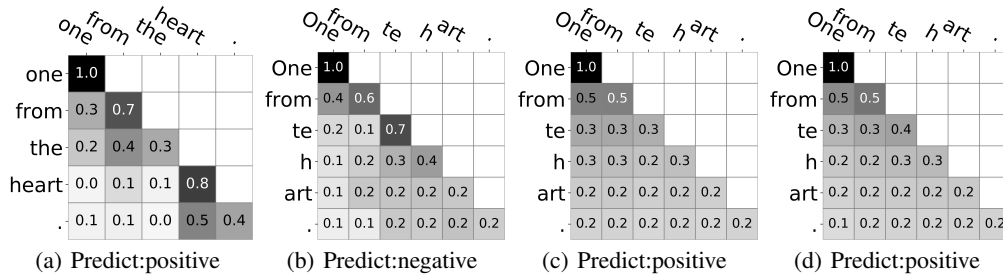 one from the heart .
one 1.0
from 0.3 0.7
the 0.2 0.4 0.3
heart 0.0 0.1 0.1 0.8
. 0.1 0.1 0.0 0.5 0.4
(a) Predict:positive
One from te h art .
One 1.0
from 0.4 0.6
te 0.2 0.1 0.7
h 0.1 0.2 0.3 0.4
art 0.1 0.2 0.2 0.2 0.2
. 0.1 0.1 0.2 0.2 0.2 0.2
(b) Predict:negative
One from te h art .
One 1.0
from 0.5 0.5
te 0.3 0.3 0.3
h 0.3 0.3 0.2 0.3
art 0.2 0.2 0.2 0.2 0.2
. 0.2 0.2 0.2 0.2 0.2 0.2
(c) Predict:positive
One from te h art .
One 1.0
from 0.5 0.5
te 0.3 0.3 0.4
h 0.2 0.2 0.3 0.3
art 0.2 0.2 0.2 0.2 0.2
. 0.1 0.2 0.2 0.2 0.2 0.2
(d) Predict:positive